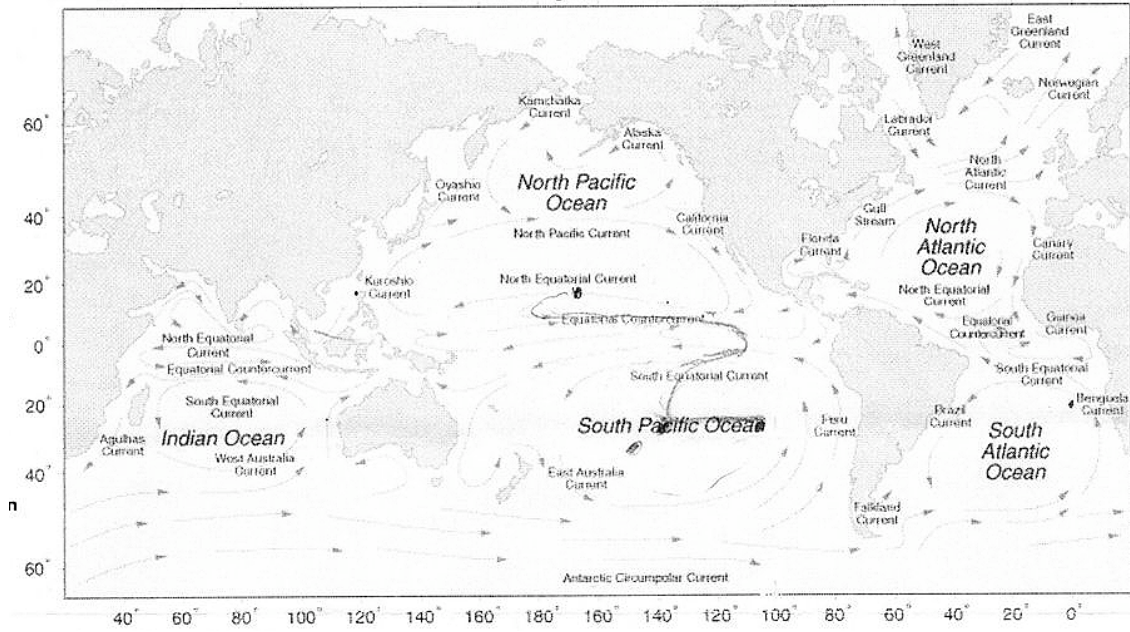 East
Greenland
Current
West
Greenland
Current
Norwegian
Current
Kamchatka
Current
60°
Labrador
Current
Alaska
Current
North
Atlantic
Current
Oyashio
Current
North Pacific
Ocean
40°
Gulf
Stream
California
Current
North Pacific Current
North
Atlantic
Ocean
Florida
Current
Canary
Current
Kuroshio
Current
North Equatorial Current
20°
North Equatorial
Current
Equatorial Countercurrent
Equatorial
Countercurrent
Guinea
Current
North Equatorial
Current
0°
Equatorial Countercurrent
South Equatorial Current
South Equatorial
Current
South Equatorial
Current
20°
Benguela
Current
Peru
Current
Brazil
Current
South Pacific Ocean
Agulhas
Current
Indian Ocean
South
Atlantic
Ocean
West Australia
Current
40°
East Australia
Current
n
Falkland
Current
60°
Antarctic Circumpolar Current
40° 60° 80° 100° 120° 140° 160° 180° 160° 140° 120° 100° 80° 60° 40° 20° 0°